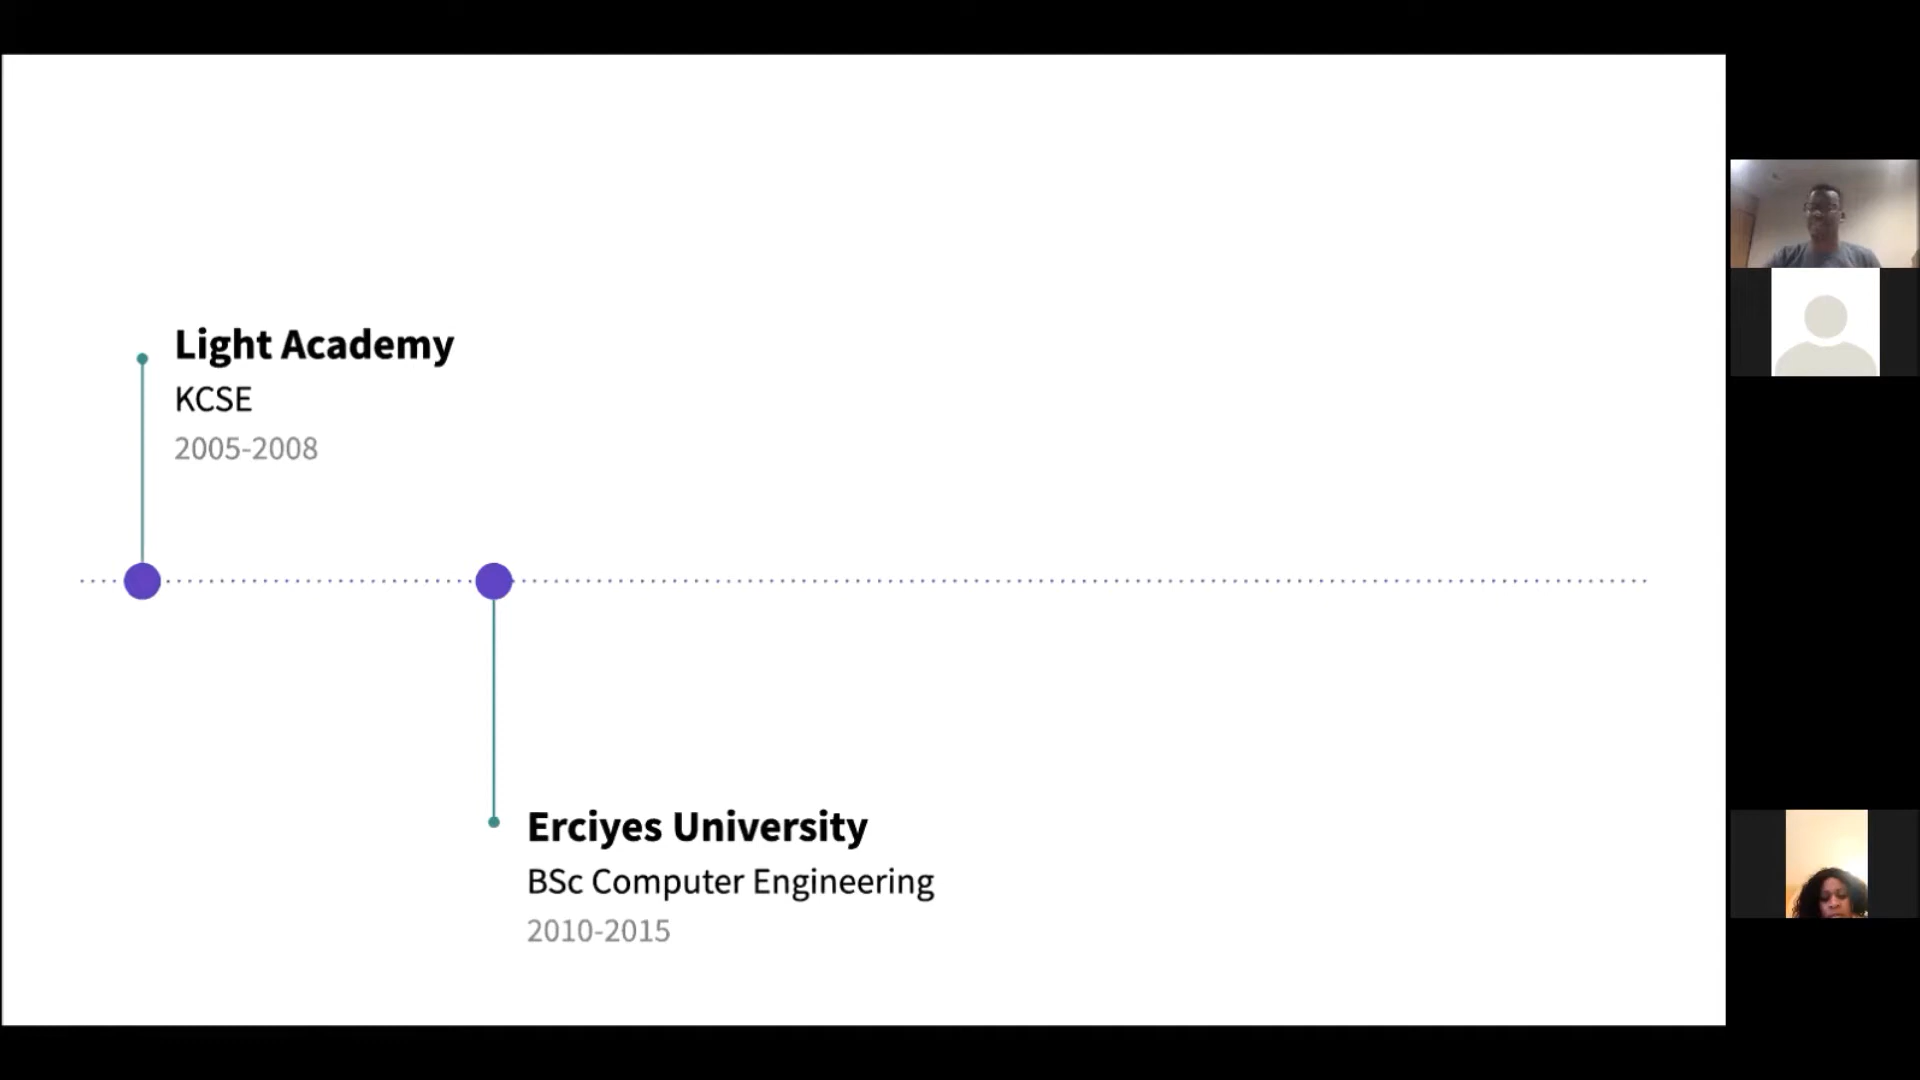 Light Academy
KCSE
2005-2008
Erciyes University
BSc Computer Engineering
2010-2015